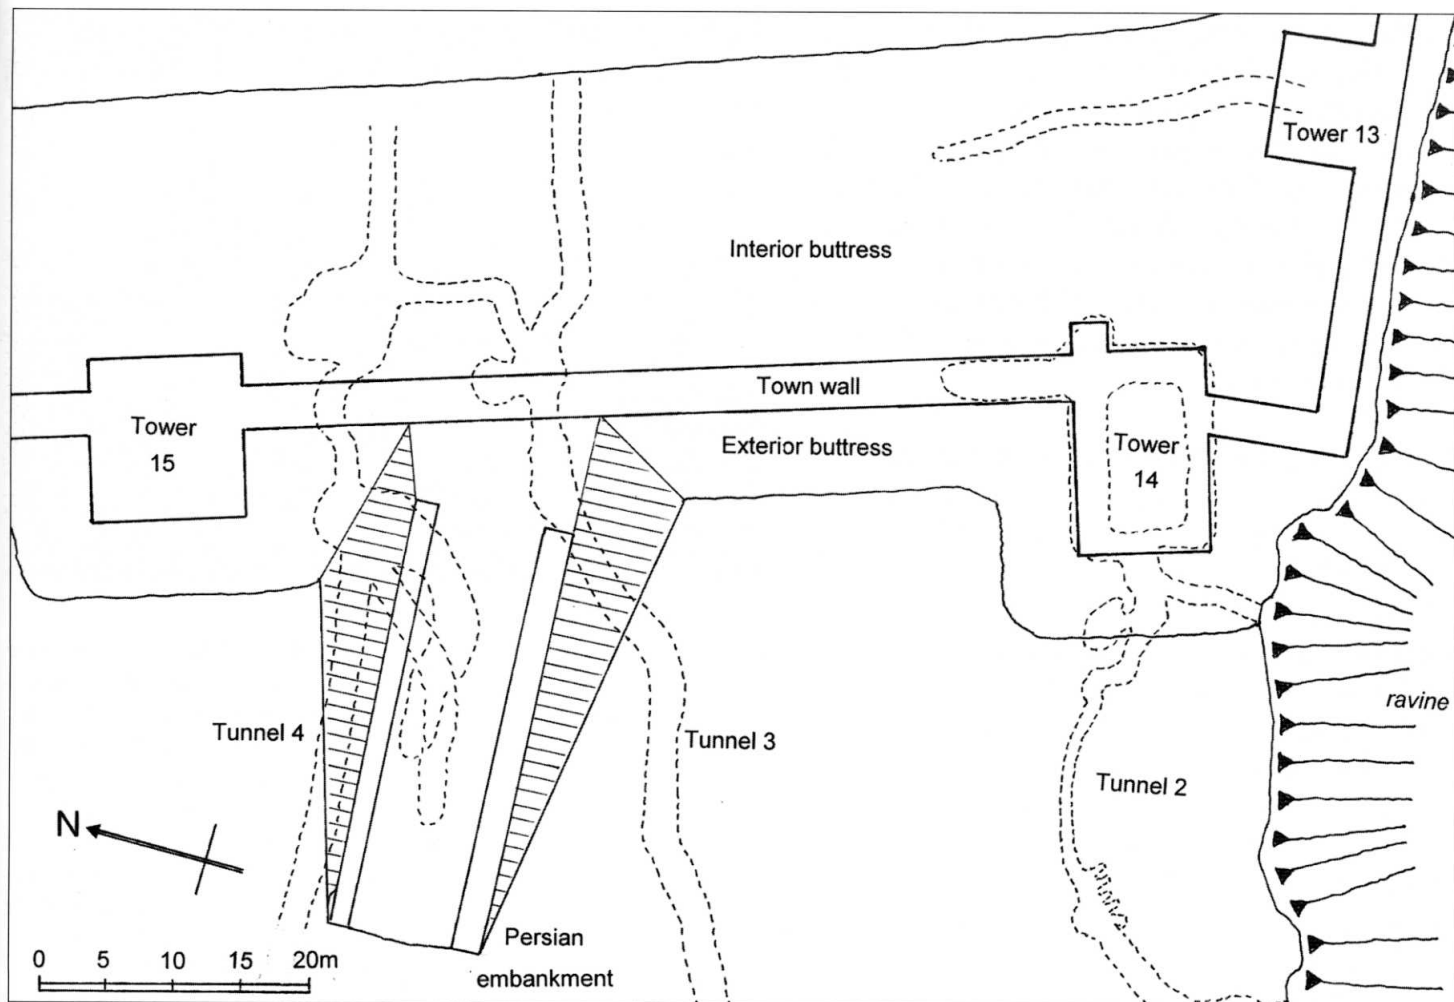 Tower 13
Interior buttress
Town wall
Tower
15
Exterior buttress
Tower
14
ravine
Tunnel 4
Tunnel 3
Tunnel 2
N
Persian
embankment
0 5 10 15 20m